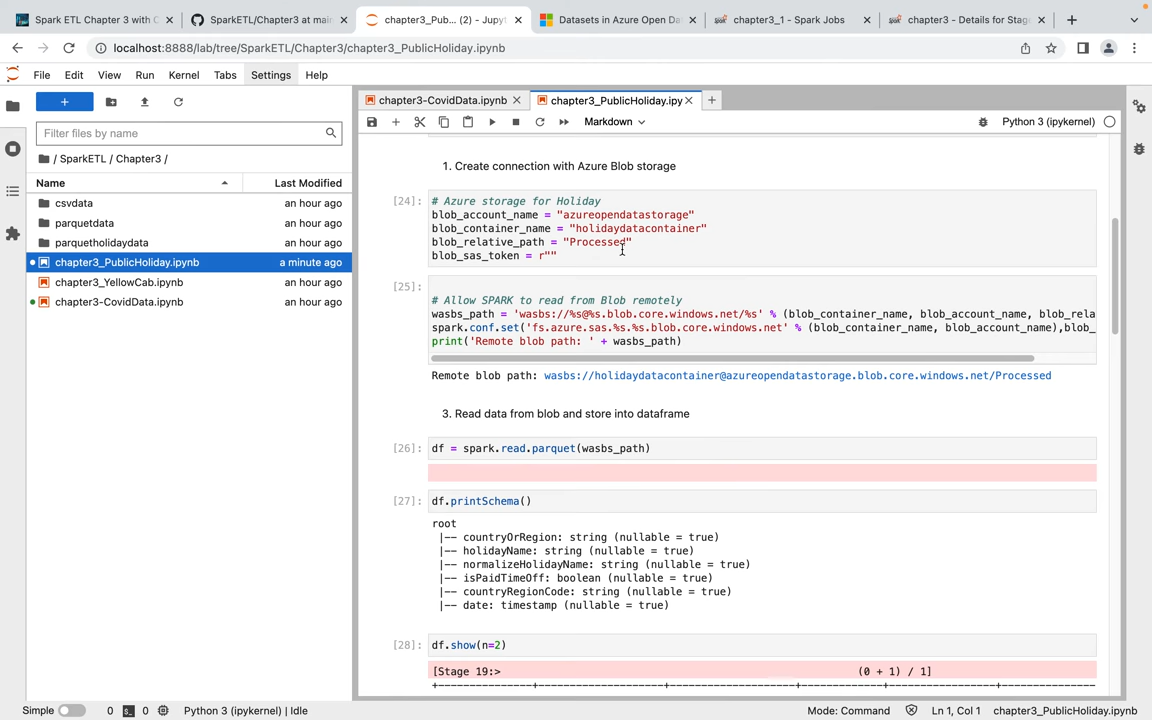 Spark ETL Chapter 3 with C
SparkETL/Chapter3 at mai
chapter3_Pub... (2) - Jupyt
Datasets in Azure Open Da
chapter3_1 - Spark Jobs
chapter3 - Details for Stag
localhost:8888/lab/tree/SparkETL/Chapter3/chapter3_PublicHoliday.ipynb
File Edit View Run Kernel Tabs Settings Help
chapter3-CovidData.ipynb
chapter3_PublicHoliday.ipy
Filter files by name
Markdown
Python 3 (ipykernel)
/ SparkETL / Chapter3 /
Name
Last Modified
csvdata an hour ago
parquetdata an hour ago
parquetholidaydata an hour ago
chapter3_PublicHoliday.ipynb a minute ago
chapter3_YellowCab.ipynb an hour ago
chapter3-CovidData.ipynb an hour ago
1. Create connection with Azure Blob storage
[24]: # Azure storage for Holiday
blob_account_name = "azureopendatastorage"
blob_container_name = "holidaydatacontainer"
blob_relative_path = "Processed"
blob_sas_token = r""
[25]:
# Allow SPARK to read from Blob remotely
wasbs_path = 'wasbs://%s@%s.blob.core.windows.net/%s' % (blob_container_name, blob_account_name, blob_rela
spark.conf.set('fs.azure.sas.%s.%s.blob.core.windows.net' % (blob_container_name, blob_account_name),blob_
print('Remote blob path: ' + wasbs_path)
Remote blob path: wasbs://holidaydatacontainer@azureopendatastorage.blob.core.windows.net/Processed
3. Read data from blob and store into dataframe
[26]: df = spark.read.parquet(wasbs_path)
[27]: df.printSchema()
root
|-- countryOrRegion: string (nullable = true)
|-- holidayName: string (nullable = true)
|-- normalizeHolidayName: string (nullable = true)
|-- isPaidTimeOff: boolean (nullable = true)
|-- countryRegionCode: string (nullable = true)
|-- date: timestamp (nullable = true)
[28]: df.show(n=2)
[Stage 19:> (0 + 1) / 1]
Simple 0 0 Python 3 (ipykernel) | Idle
Mode: Command
Ln 1, Col 1
chapter3_PublicHoliday.ipynb